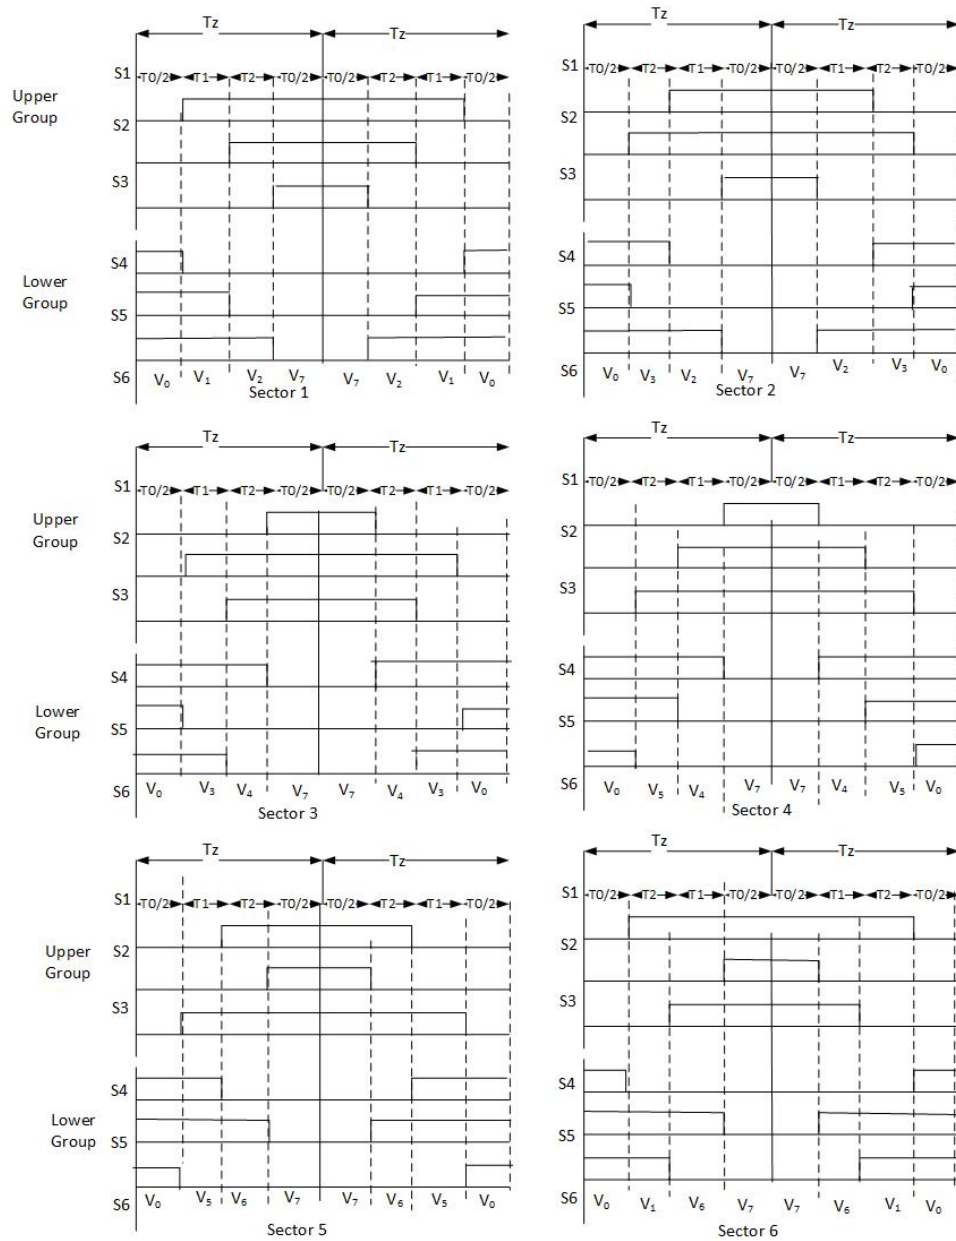 Tz Tz
S1 T0/2 T1 T2 T0/2 T0/2 T2 T1 T0/2
Upper
Group
S2
S3
S4
Lower
Group
S5
S6 V₀ V₁ V₂ V₇ V₇ V₂ V₁ V₀
Sector 1
Tz Tz
S1 T0/2 T2 T1 T0/2 T0/2 T1 T2 T0/2
S2
S3
S4
S5
S6 V₀ V₃ V₂ V₇ V₇ V₂ V₃ V₀
Sector 2
Tz Tz
S1 T0/2 T1 T2 T0/2 T0/2 T2 T1 T0/2
Upper
Group
S2
S3
S4
Lower
Group
S5
S6 V₀ V₃ V₄ V₇ V₇ V₄ V₃ V₀
Sector 3
Tz Tz
S1 T0/2 T2 T1 T0/2 T0/2 T1 T2 T0/2
S2
S3
S4
S5
S6 V₀ V₅ V₄ V₇ V₇ V₄ V₅ V₀
Sector 4
Tz Tz
S1 T0/2 T1 T2 T0/2 T0/2 T2 T1 T0/2
Upper
Group
S2
S3
S4
Lower
Group
S5
S6 V₀ V₅ V₆ V₇ V₇ V₆ V₅ V₀
Sector 5
Tz Tz
S1 T0/2 T2 T1 T0/2 T0/2 T1 T2 T0/2
S2
S3
S4
S5
S6 V₀ V₁ V₆ V₇ V₇ V₆ V₁ V₀
Sector 6